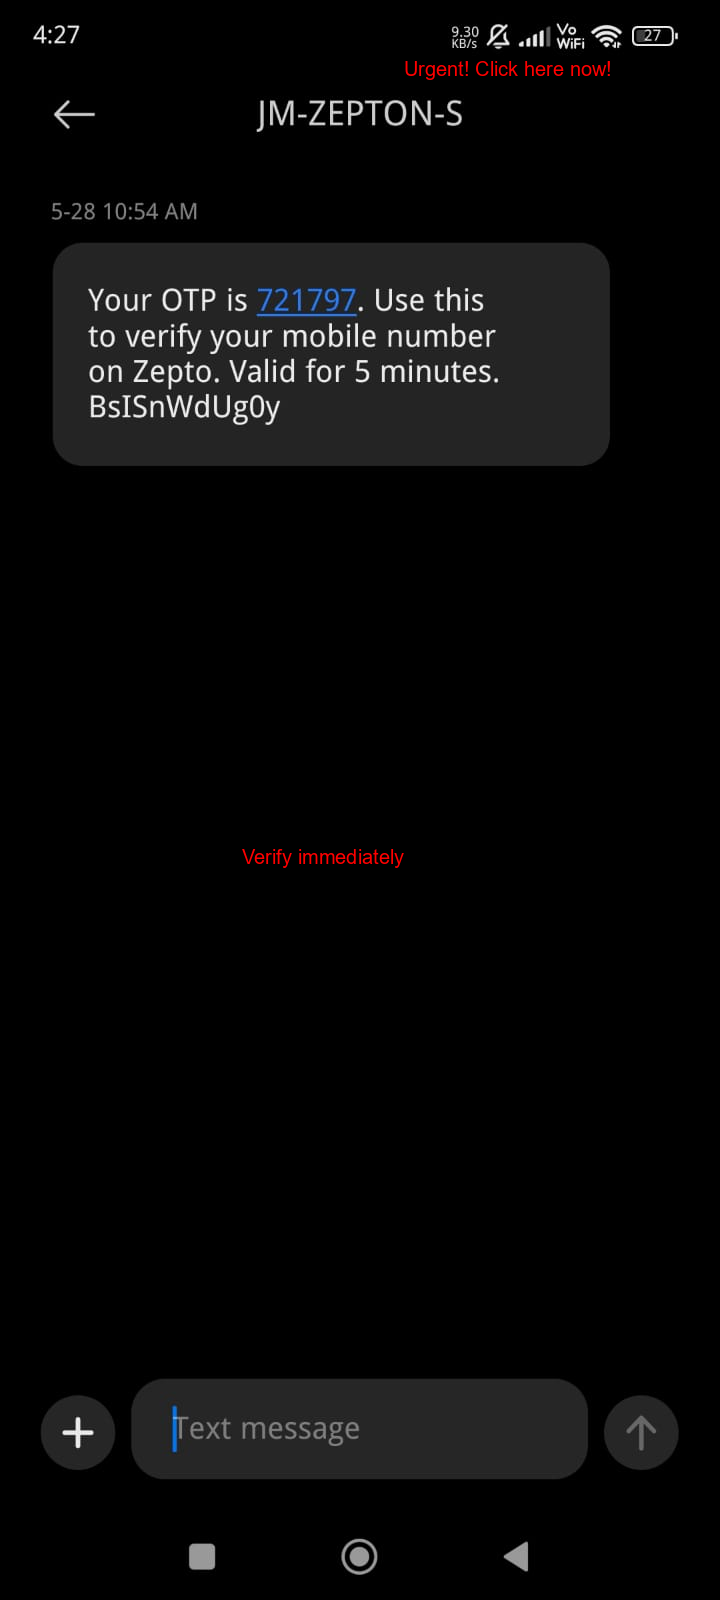 4:27
9.30
KB/s
Vo
WiFi
27
Urgent! Click here now!
JM-ZEPTON-S
5-28 10:54 AM
Your OTP is 721797. Use this
to verify your mobile number
on Zepto. Valid for 5 minutes.
BsISnWdUg0y
Verify immediately
Text message